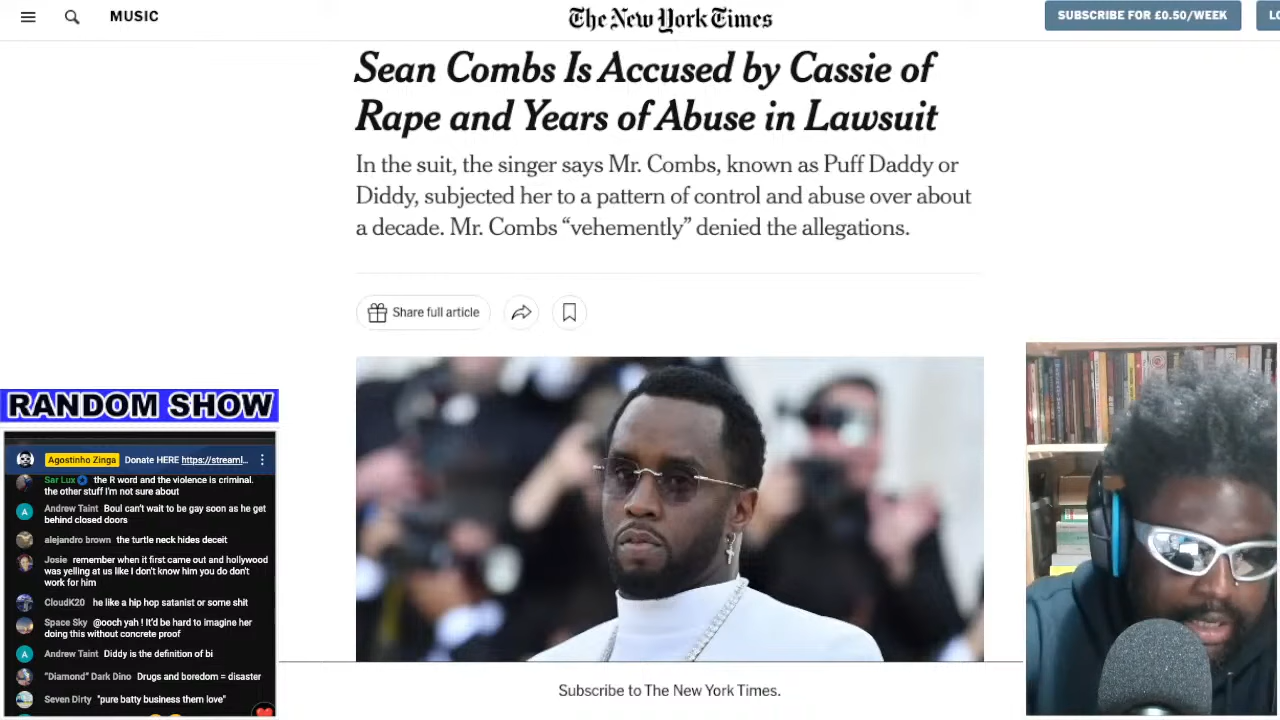 MUSIC
The New York Times
SUBSCRIBE FOR £0.50/WEEK
Sean Combs Is Accused by Cassie of
Rape and Years of Abuse in Lawsuit
In the suit, the singer says Mr. Combs, known as Puff Daddy or
Diddy, subjected her to a pattern of control and abuse over about
a decade. Mr. Combs “vehemently” denied the allegations.
Share full article
RANDOM SHOW
Agostinho Zinga Donate HERE https://streaml...
Sar Lux the R word and the violence is criminal.
the other stuff I'm not sure about
A
Andrew Taint Boul can't wait to be gay soon as he get
behind closed doors
alejandro brown the turtle neck hides deceit
Josie remember when it first came out and hollywood
was yelling at us like I don't know him you do don't
work for him
CloudK20 he like a hip hop satanist or some shit
Space Sky @ooch yah ! It'd be hard to imagine her
doing this without concrete proof
A
Andrew Taint Diddy is the definition of bi
"Diamond" Dark Dino Drugs and boredom = disaster
Seven Dirty "pure batty business them love"
Subscribe to The New York Times.